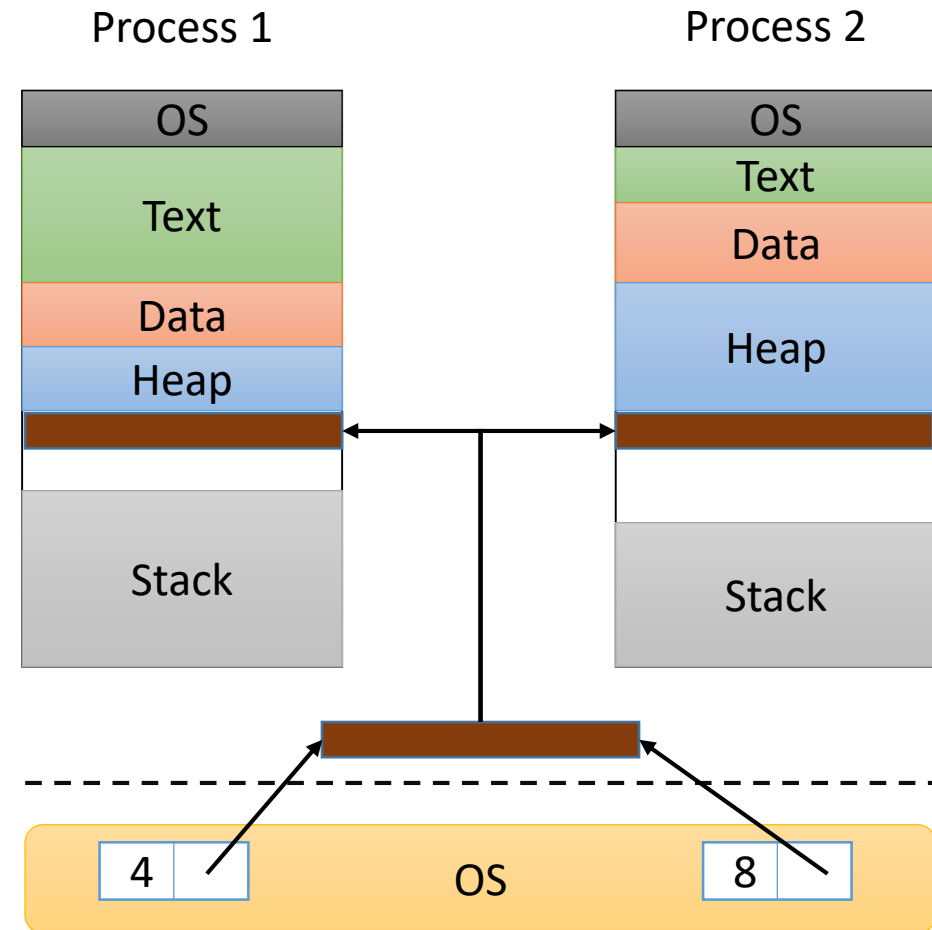 Process 1
Process 2
OS
Text
Data
Heap
Stack
OS
Text
Data
Heap
Stack
4
OS
8